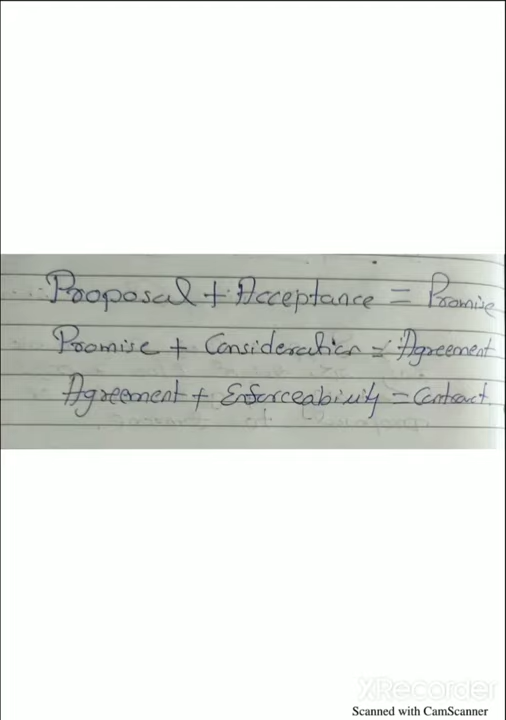 Proposal + Acceptance = Promise
Promise + Consideration = Agreement
Agreement + Enforceability = Contract.
XRecorder
Scanned with CamScanner